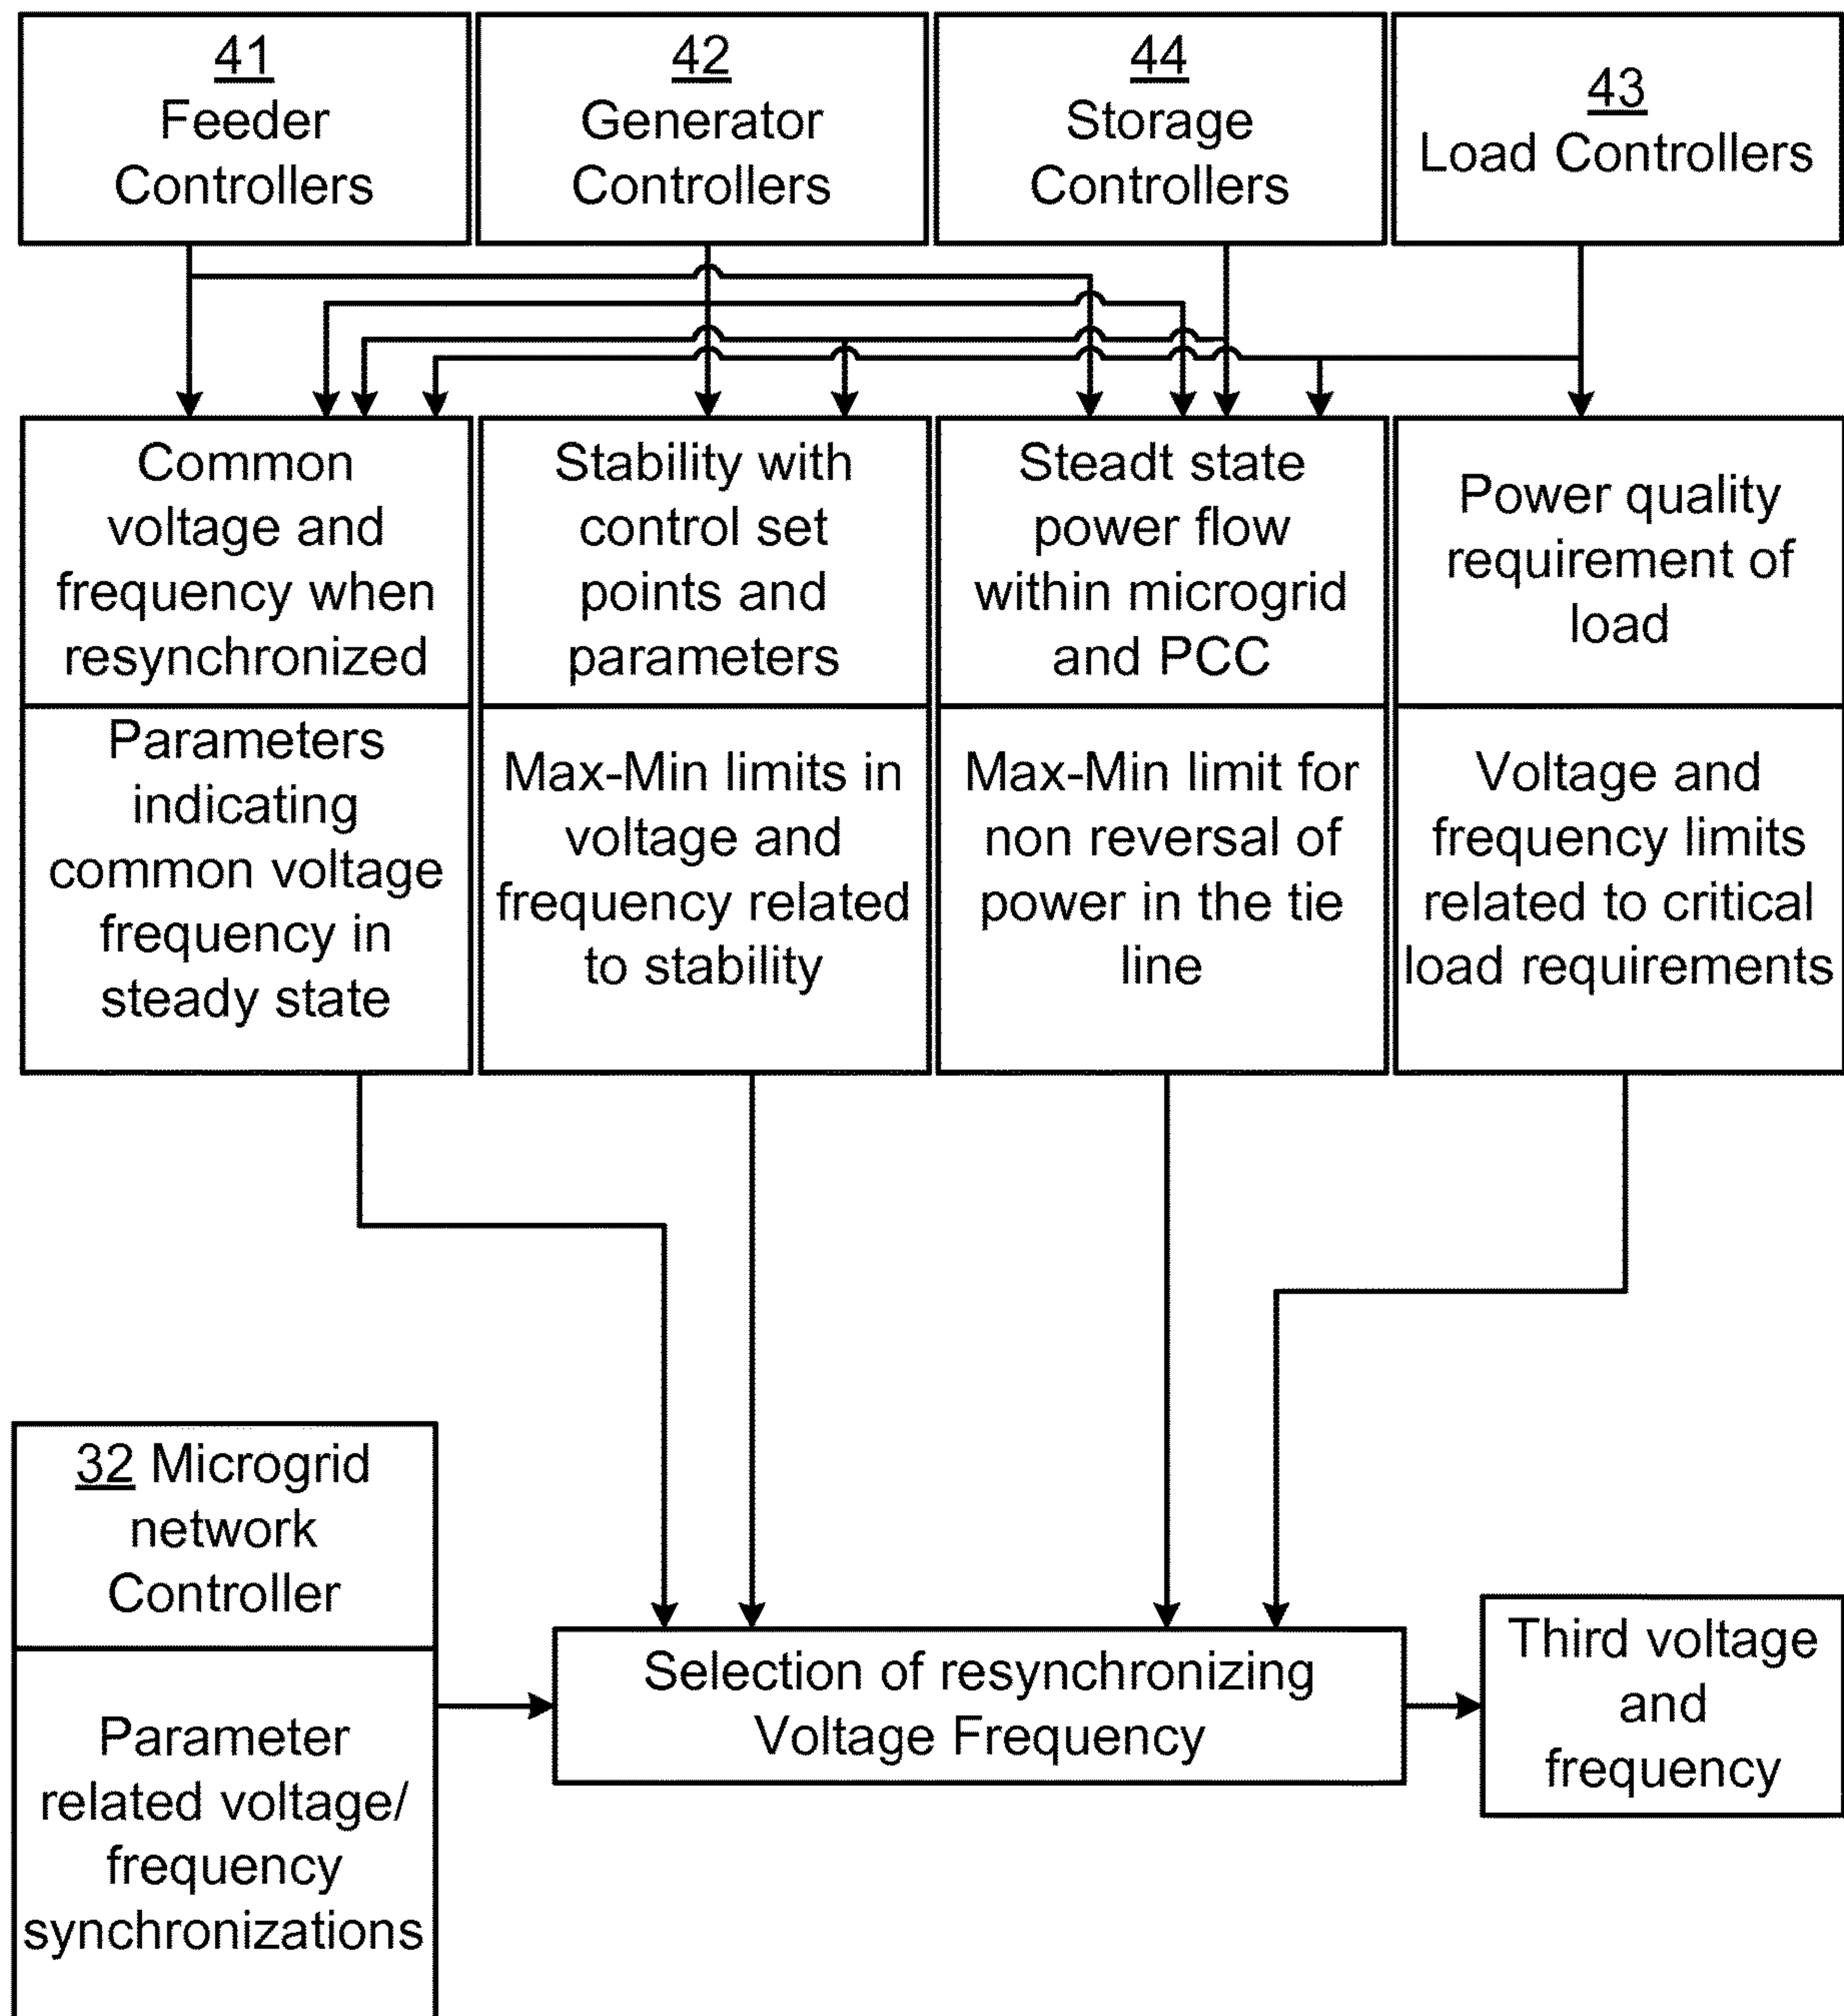 41
Feeder
Controllers
42
Generator
Controllers
44
Storage
Controllers
43
Load Controllers
Common
voltage and
frequency when
resynchronized
Stability with
control set
points and
parameters
Steadt state
power flow
within microgrid
and PCC
Power quality
requirement of
load
Parameters
indicating
common voltage
frequency in
steady state
Max-Min limits in
voltage and
frequency related
to stability
Max-Min limit for
non reversal of
power in the tie
line
Voltage and
frequency limits
related to critical
load requirements
32 Microgrid
network
Controller
Parameter
related voltage/
frequency
synchronizations
Selection of resynchronizing
Voltage Frequency
Third voltage
and
frequency